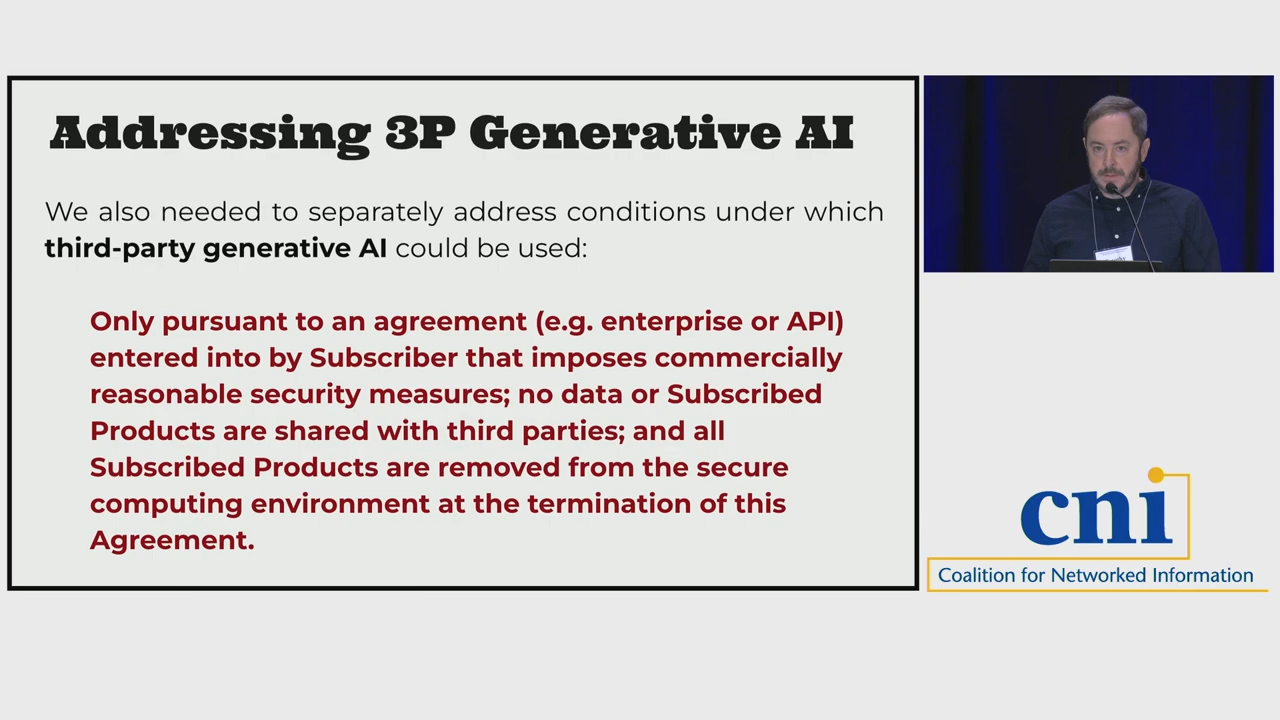 Addressing 3P Generative AI
We also needed to separately address conditions under which
third-party generative AI could be used:
Only pursuant to an agreement (e.g. enterprise or API)
entered into by Subscriber that imposes commercially
reasonable security measures; no data or Subscribed
Products are shared with third parties; and all
Subscribed Products are removed from the secure
computing environment at the termination of this
Agreement.
cni
Coalition for Networked Information